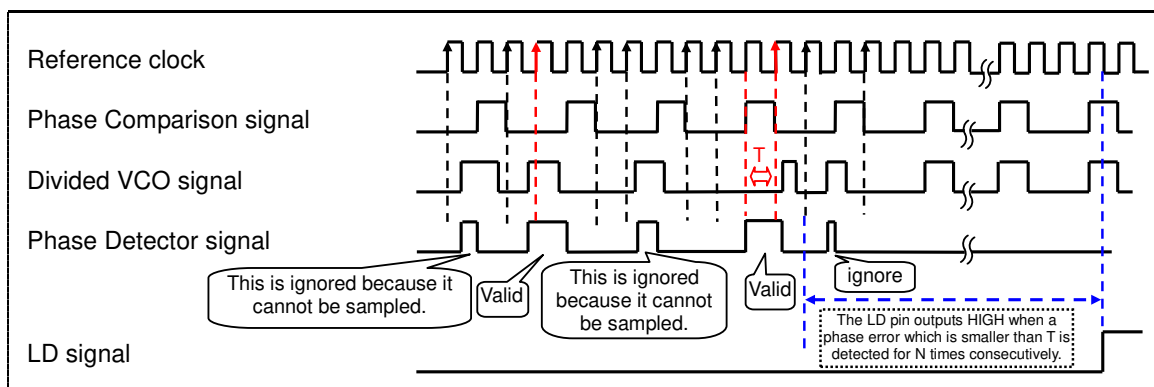 Reference clock
Phase Comparison signal
T
Divided VCO signal
Phase Detector signal
This is ignored because it
cannot be sampled.
Valid
This is ignored
because it cannot
be sampled.
Valid
ignore
The LD pin outputs HIGH when a
phase error which is smaller than T is
detected for N times consecutively.
LD signal